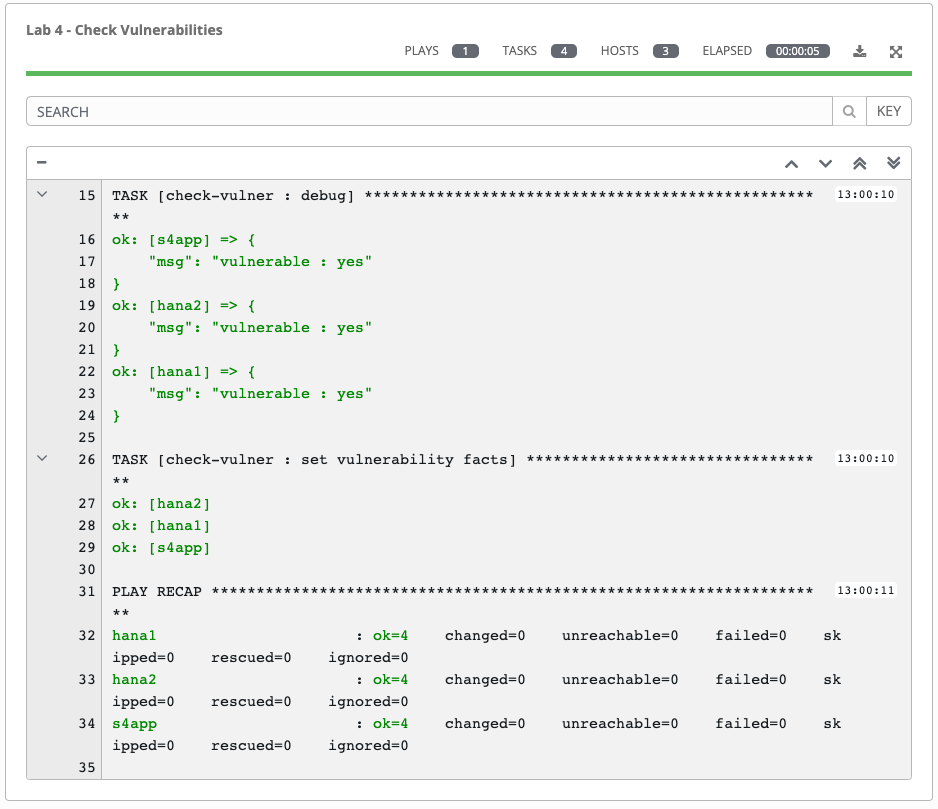 Lab 4 - Check Vulnerabilities
PLAYS 1 TASKS 4 HOSTS 3 ELAPSED 00:00:05
SEARCH KEY
15 TASK [check-vulner : debug] ************************************************** 13:00:10
**
16 ok: [s4app] => {
17     "msg": "vulnerable : yes"
18 }
19 ok: [hana2] => {
20     "msg": "vulnerable : yes"
21 }
22 ok: [hana1] => {
23     "msg": "vulnerable : yes"
24 }
25
26 TASK [check-vulner : set vulnerability facts] ******************************** 13:00:10
**
27 ok: [hana2]
28 ok: [hana1]
29 ok: [s4app]
30
31 PLAY RECAP ******************************************************************* 13:00:11
**
32 hana1                      : ok=4    changed=0    unreachable=0    failed=0    sk
ipped=0    rescued=0    ignored=0
33 hana2                      : ok=4    changed=0    unreachable=0    failed=0    sk
ipped=0    rescued=0    ignored=0
34 s4app                      : ok=4    changed=0    unreachable=0    failed=0    sk
ipped=0    rescued=0    ignored=0
35